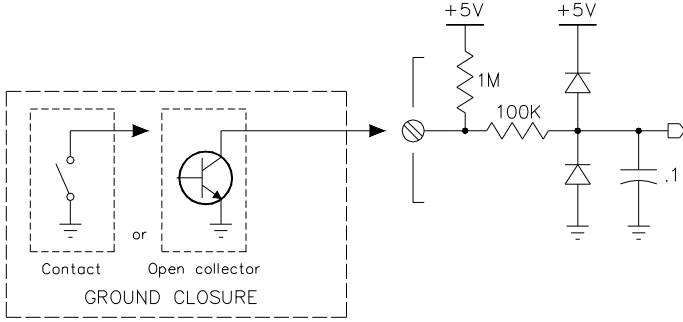 +5V
+5V
1M
100K
.1
or
Contact
Open collector
GROUND CLOSURE